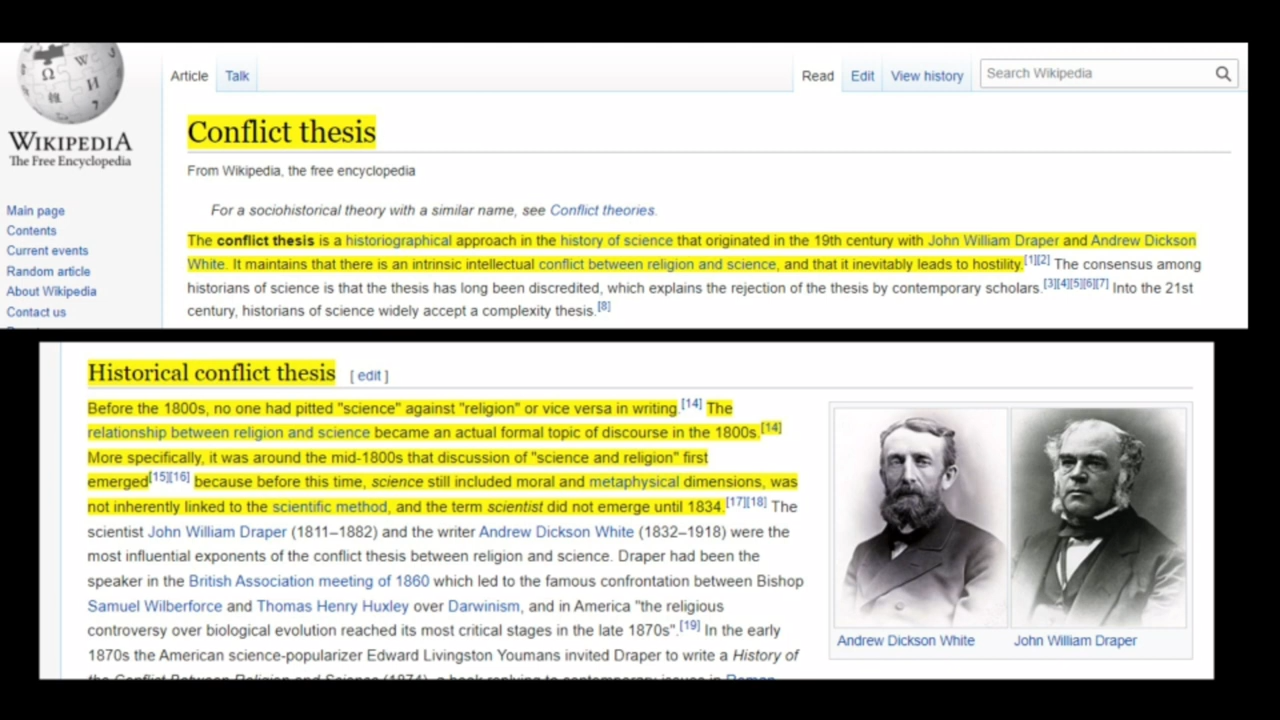 Article Talk Read Edit View history Search Wikipedia
WIKIPEDIA
The Free Encyclopedia
Main page
Contents
Current events
Random article
About Wikipedia
Contact us
Conflict thesis
From Wikipedia, the free encyclopedia
For a sociohistorical theory with a similar name, see Conflict theories.
The conflict thesis is a historiographical approach in the history of science that originated in the 19th century with John William Draper and Andrew Dickson
White. It maintains that there is an intrinsic intellectual conflict between religion and science, and that it inevitably leads to hostility.[1][2] The consensus among
historians of science is that the thesis has long been discredited, which explains the rejection of the thesis by contemporary scholars.[3][4][5][6][7] Into the 21st
century, historians of science widely accept a complexity thesis.[8]
Historical conflict thesis [ edit ]
Before the 1800s, no one had pitted "science" against "religion" or vice versa in writing.[14] The
relationship between religion and science became an actual formal topic of discourse in the 1800s.[14]
More specifically, it was around the mid-1800s that discussion of "science and religion" first
emerged[15][16] because before this time, science still included moral and metaphysical dimensions, was
not inherently linked to the scientific method, and the term scientist did not emerge until 1834.[17][18] The
scientist John William Draper (1811–1882) and the writer Andrew Dickson White (1832–1918) were the
most influential exponents of the conflict thesis between religion and science. Draper had been the
speaker in the British Association meeting of 1860 which led to the famous confrontation between Bishop
Samuel Wilberforce and Thomas Henry Huxley over Darwinism, and in America "the religious
controversy over biological evolution reached its most critical stages in the late 1870s".[19] In the early
1870s the American science-popularizer Edward Livingston Youmans invited Draper to write a History of
the Conflict Between Religion and Science (1874), a book replying to contemporary issues in Roman
Andrew Dickson White
John William Draper